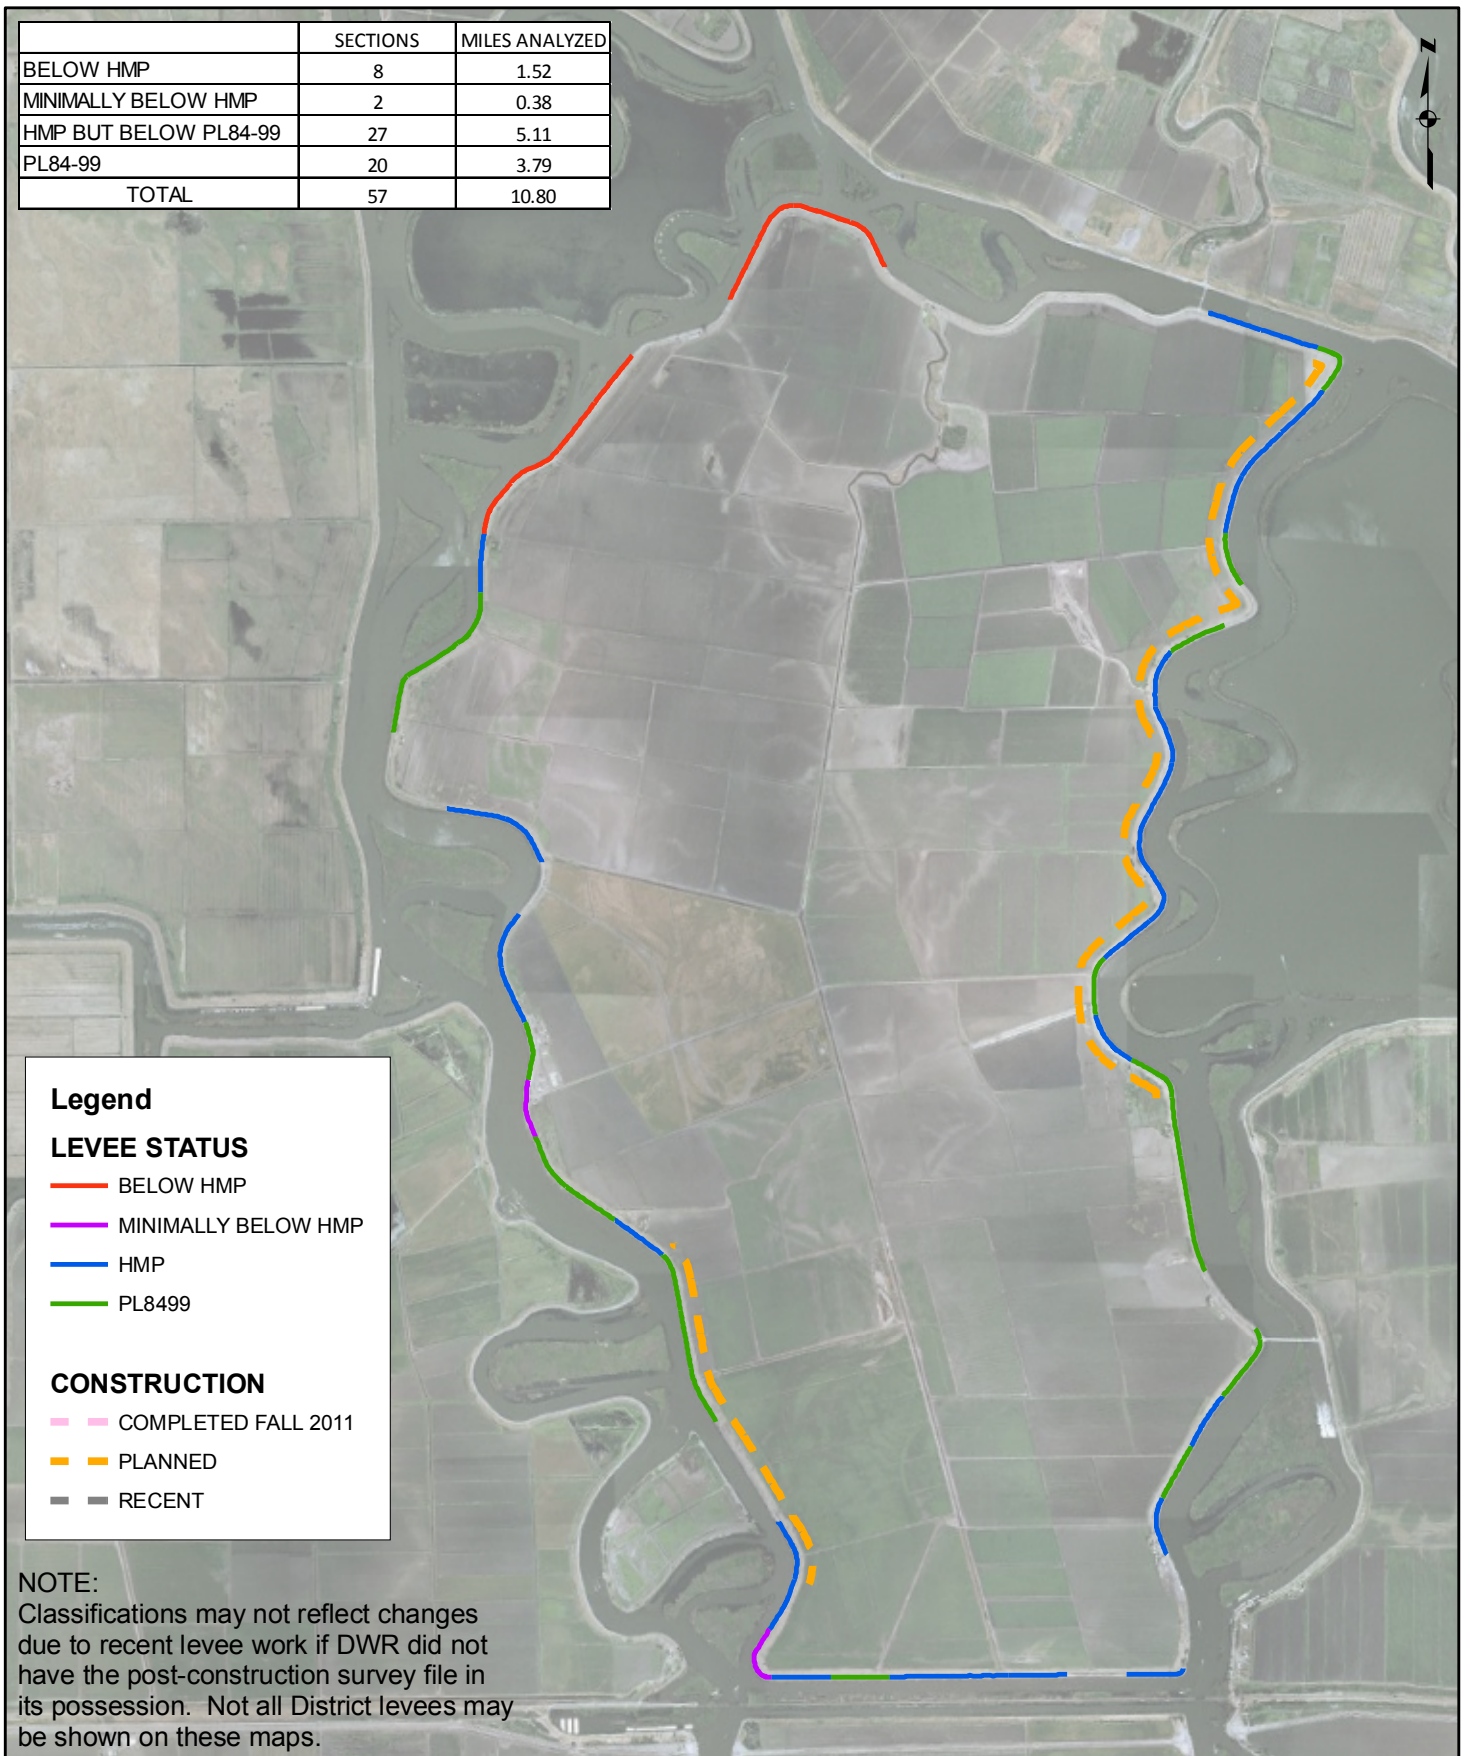 SECTIONS MILES ANALYZED
BELOW HMP 8 1.52
MINIMALLY BELOW HMP 2 0.38
HMP BUT BELOW PL84-99 27 5.11
PL84-99 20 3.79
TOTAL 57 10.80
N
Legend
LEVEE STATUS
BELOW HMP
MINIMALLY BELOW HMP
HMP
PL8499
CONSTRUCTION
COMPLETED FALL 2011
PLANNED
RECENT
NOTE:
Classifications may not reflect changes
due to recent levee work if DWR did not
have the post-construction survey file in
its possession.  Not all District levees may
be shown on these maps.